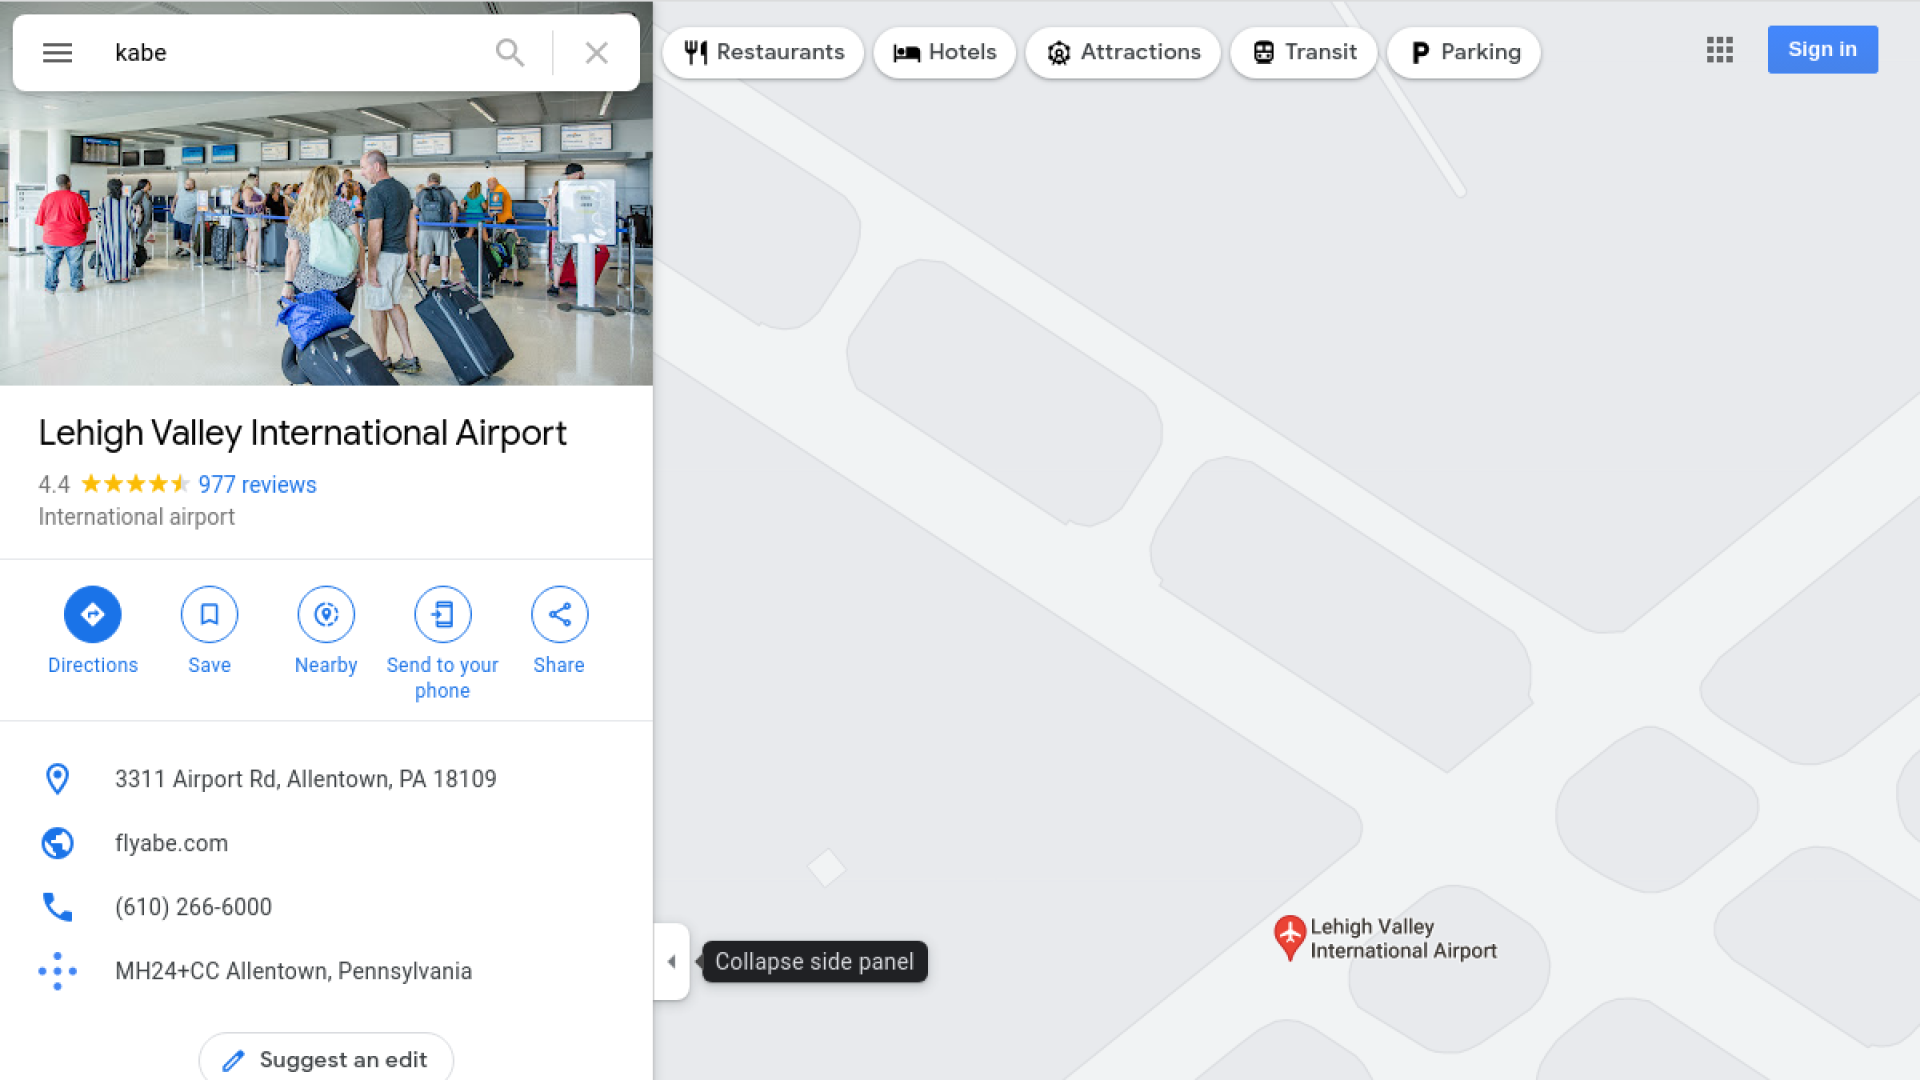 kabe
Restaurants
Hotels
Attractions
Transit
Parking
Sign in
Lehigh Valley International Airport
4.4 977 reviews
International airport
Directions
Save
Nearby
Send to your
phone
Share
3311 Airport Rd, Allentown, PA 18109
flyabe.com
(610) 266-6000
MH24+CC Allentown, Pennsylvania
Suggest an edit
Collapse side panel
Lehigh Valley
International Airport